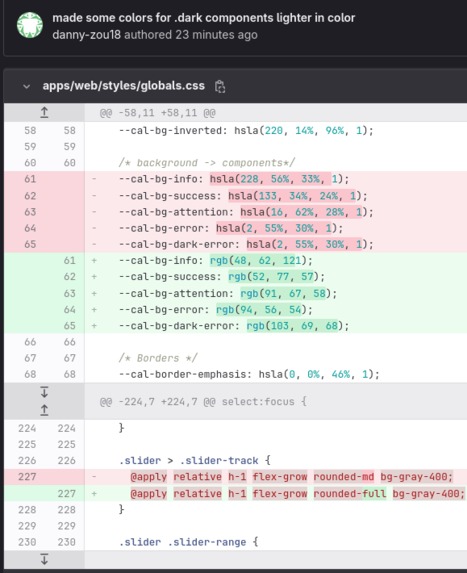 made some colors for .dark components lighter in color
danny-zou18 authored 23 minutes ago
apps/web/styles/globals.css
@@ -58,11 +58,11 @@
58 58 --cal-bg-inverted: hsla(220, 14%, 96%, 1);
59 59
60 60 /* background -> components*/
61 - --cal-bg-info: hsla(228, 56%, 33%, 1);
62 - --cal-bg-success: hsla(133, 34%, 24%, 1);
63 - --cal-bg-attention: hsla(16, 62%, 28%, 1);
64 - --cal-bg-error: hsla(2, 55%, 30%, 1);
65 - --cal-bg-dark-error: hsla(2, 55%, 30%, 1);
61 + --cal-bg-info: rgb(48, 62, 121);
62 + --cal-bg-success: rgb(52, 77, 57);
63 + --cal-bg-attention: rgb(91, 67, 58);
64 + --cal-bg-error: rgb(94, 56, 54);
65 + --cal-bg-dark-error: rgb(103, 69, 68);
66 66
67 67 /* Borders */
68 68 --cal-border-emphasis: hsla(0, 0%, 46%, 1);
@@ -224,7 +224,7 @@ select:focus {
224 224 }
225 225
226 226 .slider > .slider-track {
227 - @apply relative h-1 flex-grow rounded-md bg-gray-400;
227 + @apply relative h-1 flex-grow rounded-full bg-gray-400;
228 228 }
229 229
230 230 .slider .slider-range {